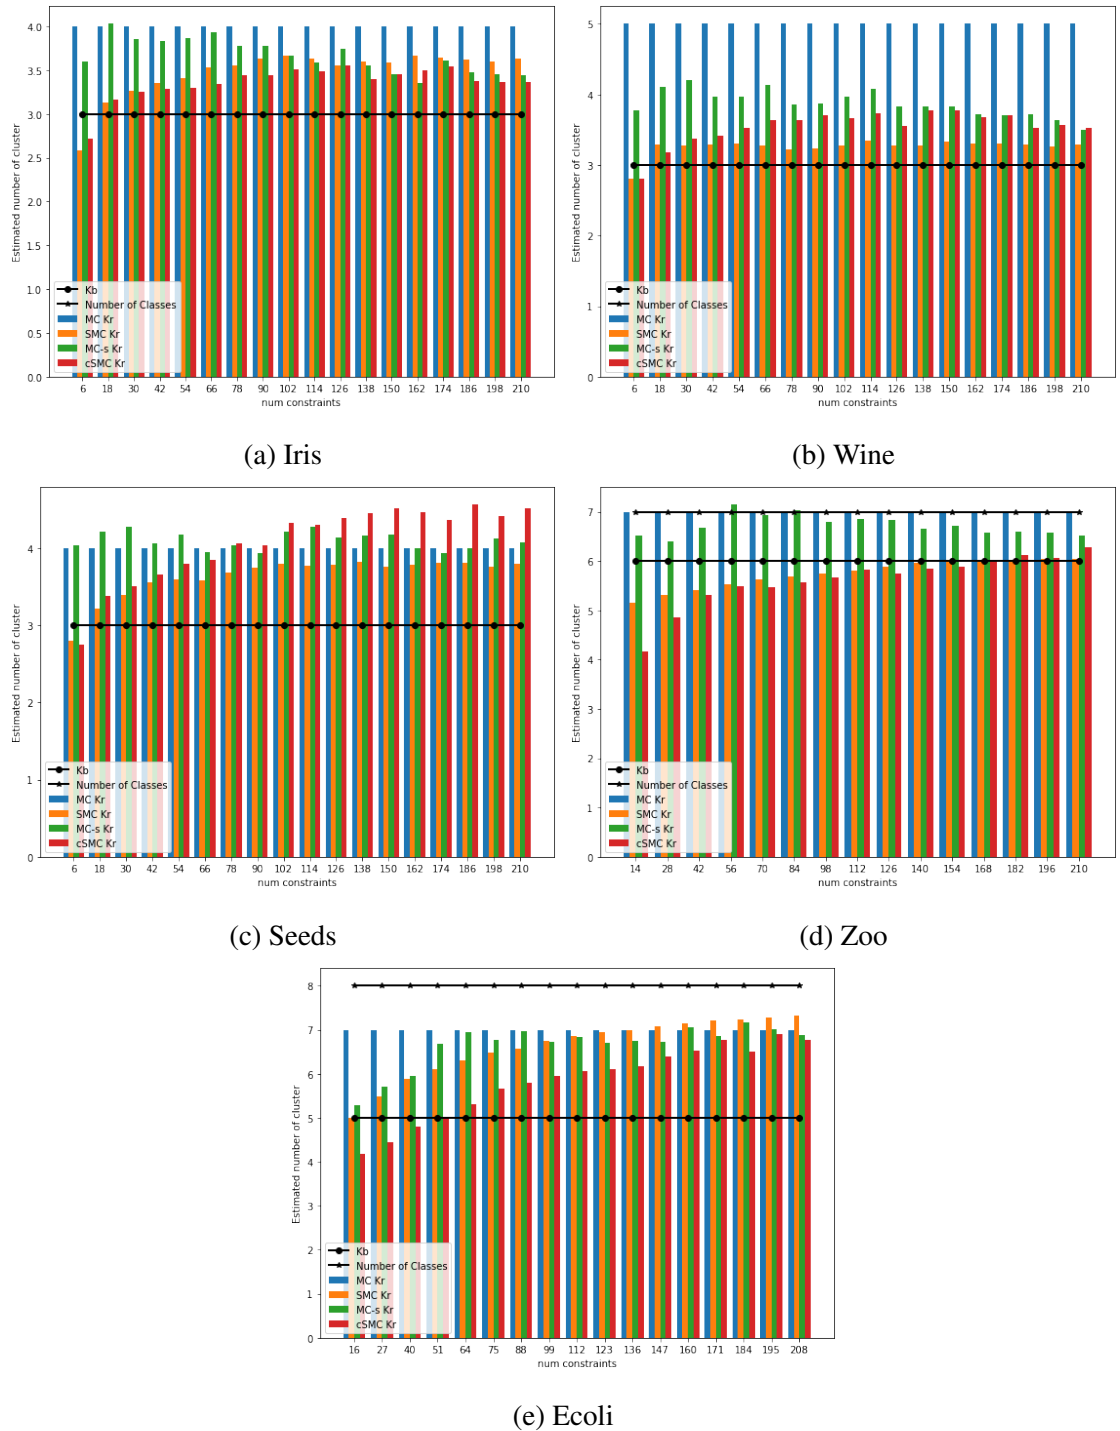 4.0
3.5
3.0
2.5
2.0
1.5
1.0
0.5
0.0
Estimated number of cluster
Kb
Number of Classes
MC Kr
SMC Kr
MC-s Kr
cSMC Kr
6 18 30 42 54 66 78 90 102 114 126 138 150 162 174 186 198 210
num constraints
(a) Iris
5
4
3
2
1
0
Estimated number of cluster
Kb
Number of Classes
MC Kr
SMC Kr
MC-s Kr
cSMC Kr
6 18 30 42 54 66 78 90 102 114 126 138 150 162 174 186 198 210
num constraints
(b) Wine
4
3
2
1
0
Estimated number of cluster
Kb
Number of Classes
MC Kr
SMC Kr
MC-s Kr
cSMC Kr
6 18 30 42 54 66 78 90 102 114 126 138 150 162 174 186 198 210
num constraints
(c) Seeds
7
6
5
4
3
2
1
0
Estimated number of cluster
Kb
Number of Classes
MC Kr
SMC Kr
MC-s Kr
cSMC Kr
14 28 42 56 70 84 98 112 126 140 154 168 182 196 210
num constraints
(d) Zoo
8
7
6
5
4
3
2
1
0
Estimated number of cluster
Kb
Number of Classes
MC Kr
SMC Kr
MC-s Kr
cSMC Kr
16 27 40 51 64 75 88 99 112 123 136 147 160 171 184 195 208
num constraints
(e) Ecoli